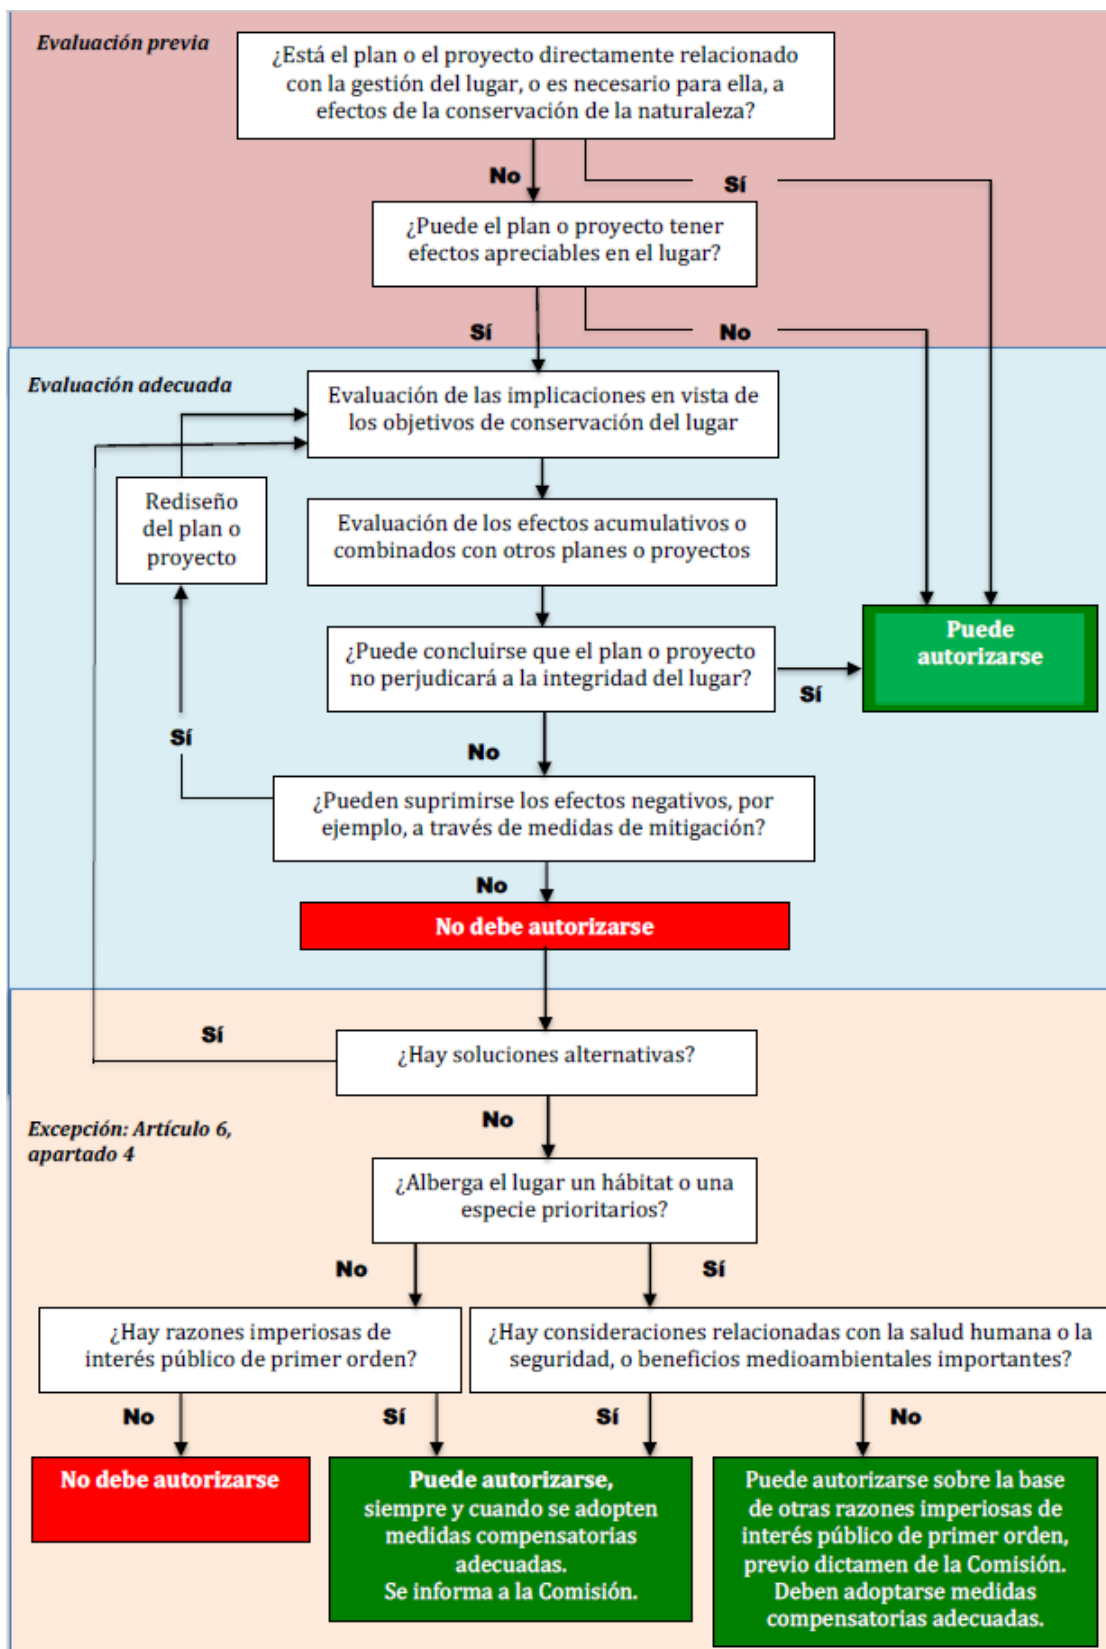 Evaluación previa
¿Está el plan o el proyecto directamente relacionado
con la gestión del lugar, o es necesario para ella, a
efectos de la conservación de la naturaleza?
No
Sí
¿Puede el plan o proyecto tener
efectos apreciables en el lugar?
Sí
No
Evaluación adecuada
Evaluación de las implicaciones en vista de
los objetivos de conservación del lugar
Rediseño
del plan o
proyecto
Evaluación de los efectos acumulativos o
combinados con otros planes o proyectos
¿Puede concluirse que el plan o proyecto
no perjudicará a la integridad del lugar?
Sí
Puede
autorizarse
Sí
No
¿Pueden suprimirse los efectos negativos, por
ejemplo, a través de medidas de mitigación?
No
No debe autorizarse
Sí
¿Hay soluciones alternativas?
No
Excepción: Artículo 6,
apartado 4
¿Alberga el lugar un hábitat o una
especie prioritarios?
No
Sí
¿Hay razones imperiosas de
interés público de primer orden?
¿Hay consideraciones relacionadas con la salud humana o la
seguridad, o beneficios medioambientales importantes?
No
Sí
Sí
No
No debe autorizarse
Puede autorizarse,
siempre y cuando se adopten
medidas compensatorias
adecuadas.
Se informa a la Comisión.
Puede autorizarse sobre la base
de otras razones imperiosas de
interés público de primer orden,
previo dictamen de la Comisión.
Deben adoptarse medidas
compensatorias adecuadas.